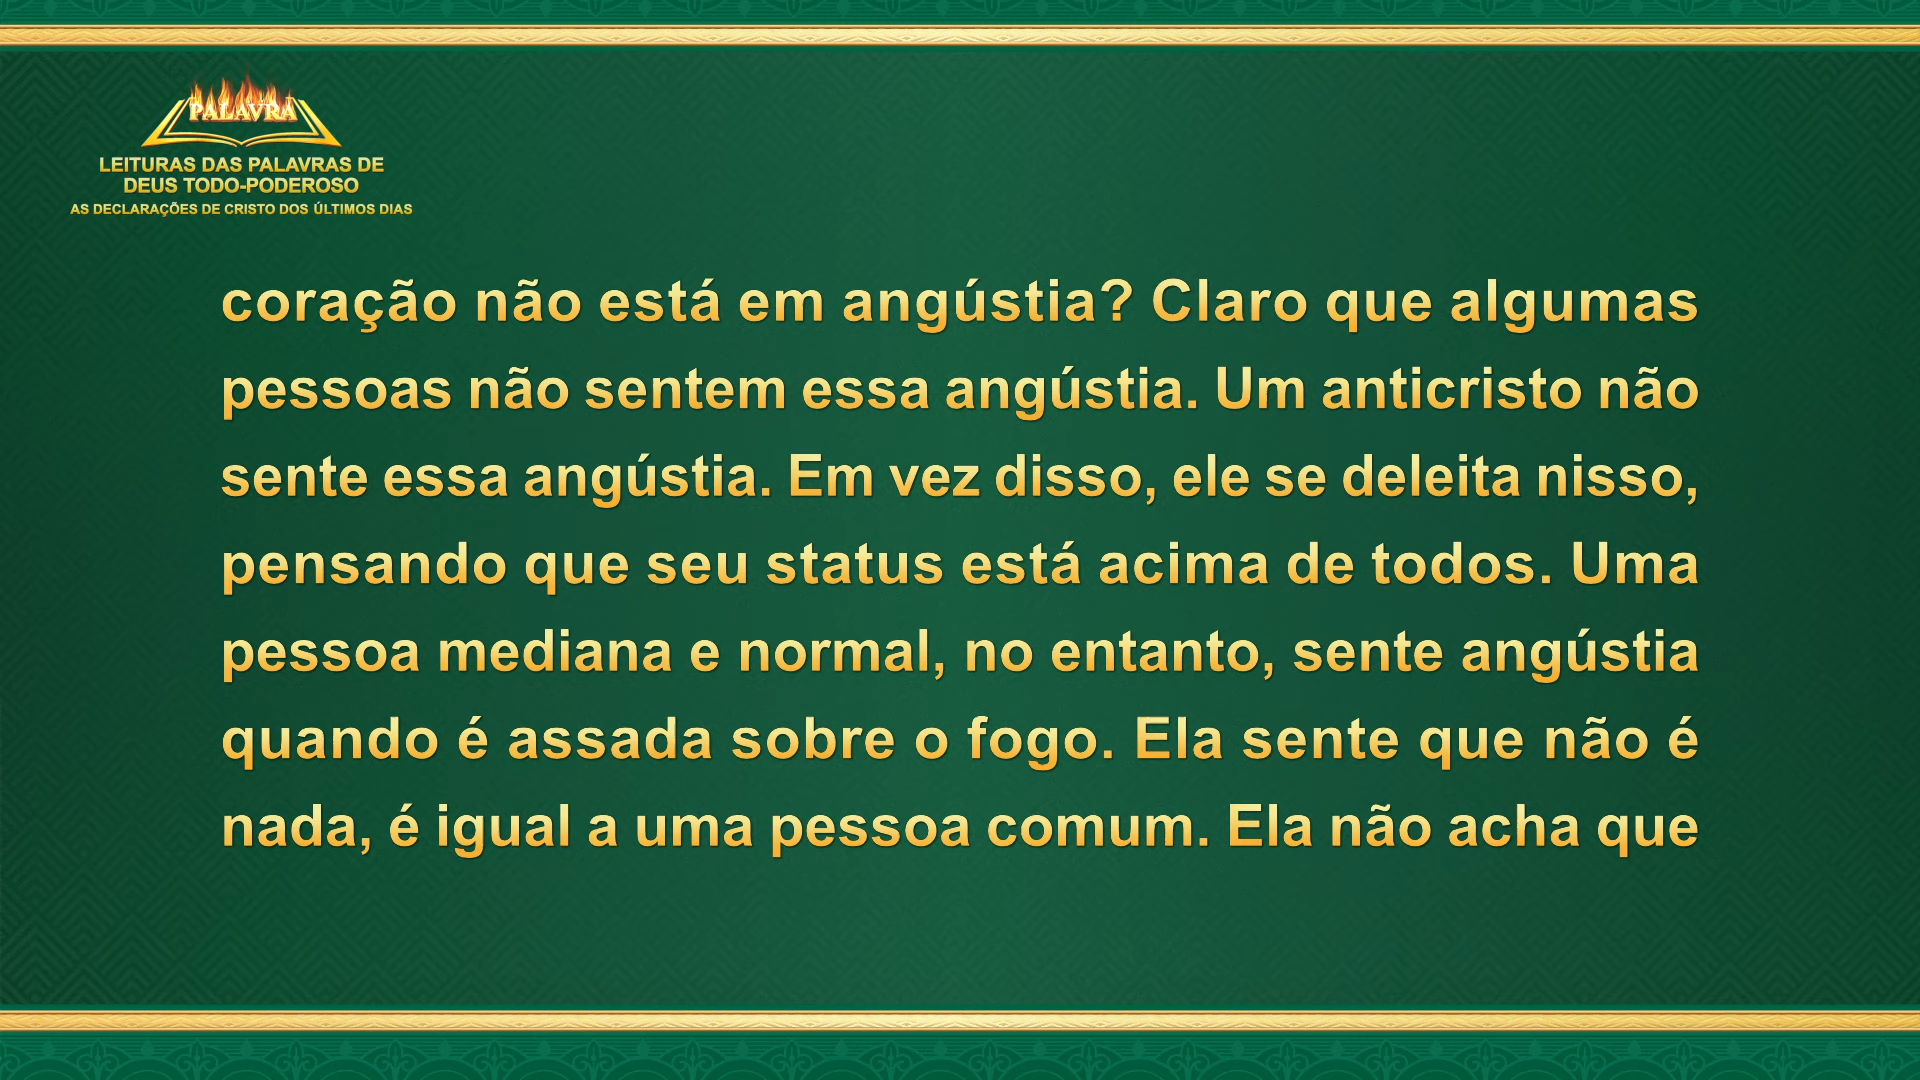 PALAVRA
LEITURAS DAS PALAVRAS DE
DEUS TODO-PODEROSO
AS DECLARAÇÕES DE CRISTO DOS ÚLTIMOS DIAS
coração não está em angústia? Claro que algumas
pessoas não sentem essa angústia. Um anticristo não
sente essa angústia. Em vez disso, ele se deleita nisso,
pensando que seu status está acima de todos. Uma
pessoa mediana e normal, no entanto, sente angústia
quando é assada sobre o fogo. Ela sente que não é
nada, é igual a uma pessoa comum. Ela não acha que